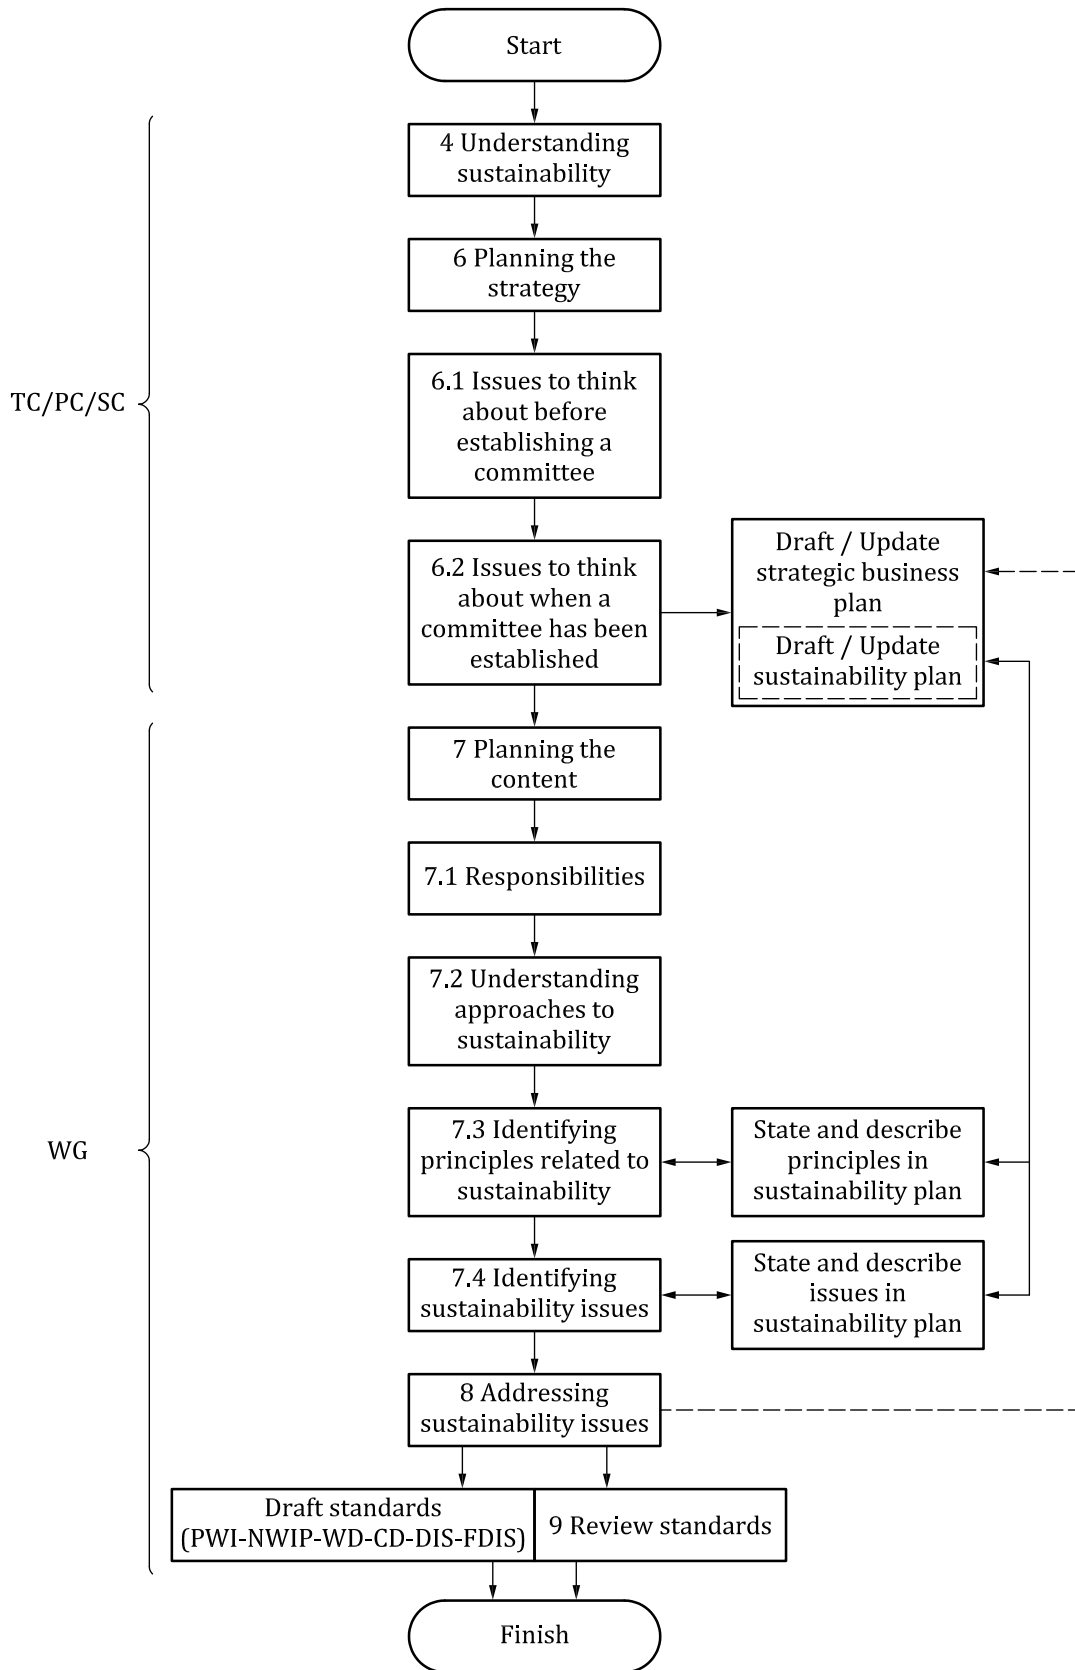 Start
4 Understanding
sustainability
6 Planning the
strategy
6.1 Issues to think
about before
establishing a
committee
TC/PC/SC
6.2 Issues to think
about when a
committee has been
established
Draft / Update
strategic business
plan
Draft / Update
sustainability plan
7 Planning the
content
7.1 Responsibilities
7.2 Understanding
approaches to
sustainability
WG
7.3 Identifying
principles related to
sustainability
State and describe
principles in
sustainability plan
7.4 Identifying
sustainability issues
State and describe
issues in
sustainability plan
8 Addressing
sustainability issues
Draft standards
(PWI-NWIP-WD-CD-DIS-FDIS)
9 Review standards
Finish